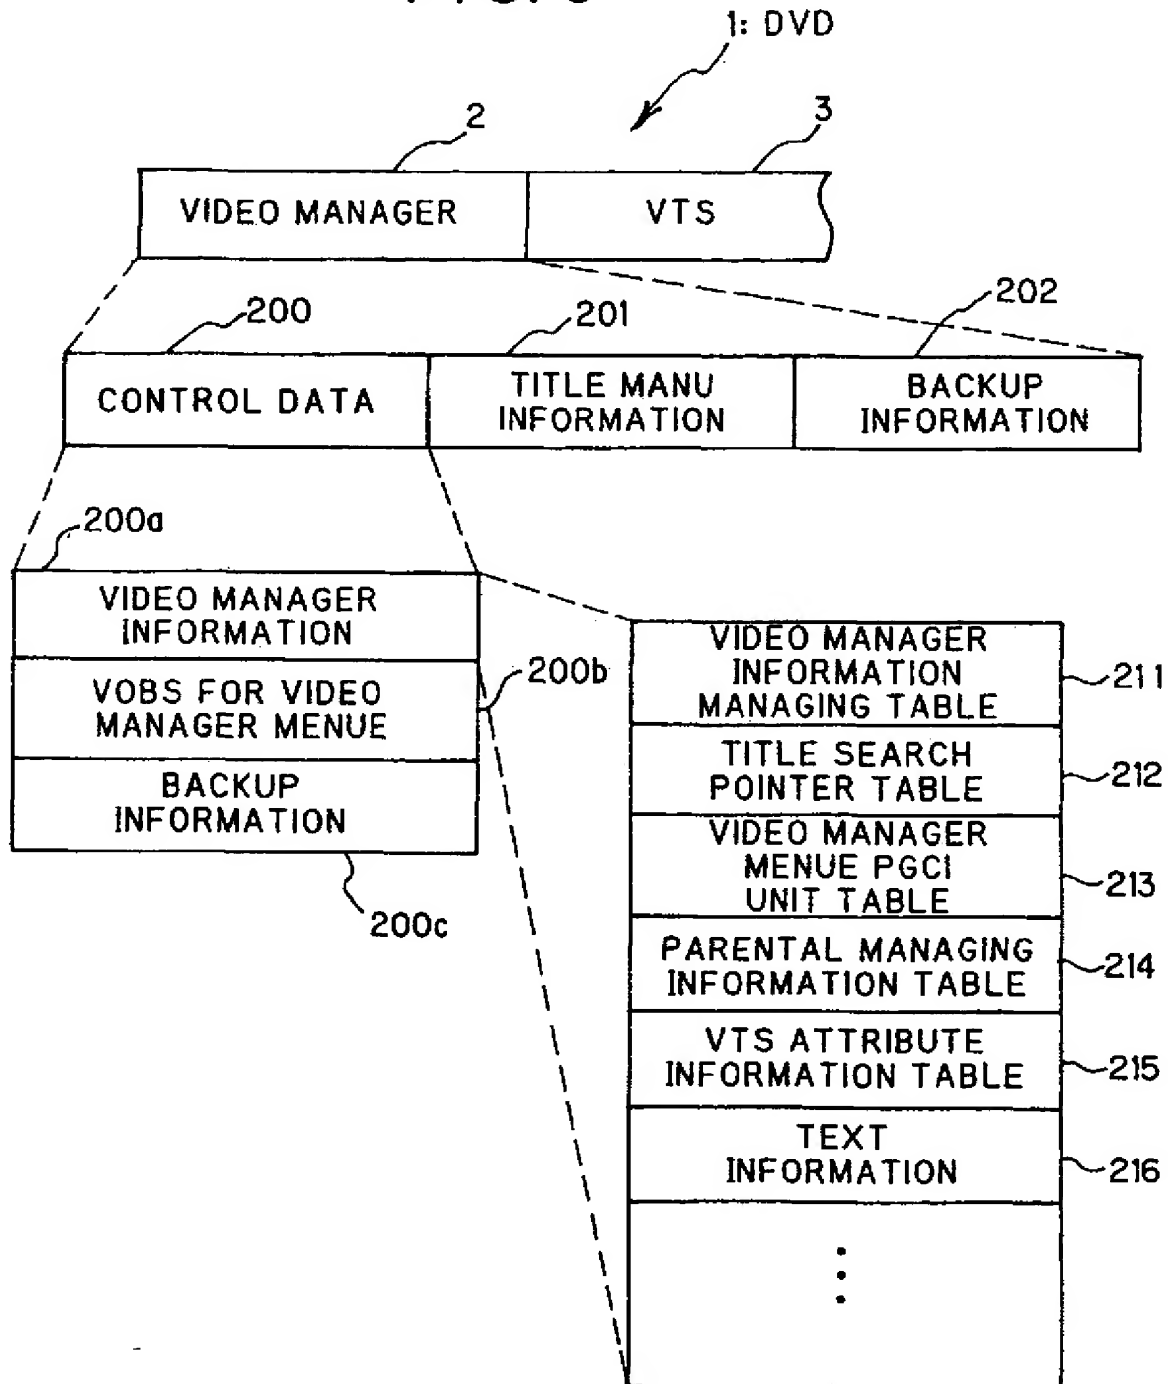 1: DVD
2
3
VIDEO MANAGER
VTS
200
201
202
CONTROL DATA
TITLE MANU
INFORMATION
BACKUP
INFORMATION
200a
VIDEO MANAGER
INFORMATION
200b
VOBS FOR VIDEO
MANAGER MENUE
BACKUP
INFORMATION
200c
VIDEO MANAGER
INFORMATION
MANAGING TABLE
211
TITLE SEARCH
POINTER TABLE
212
VIDEO MANAGER
MENUE PGCI
UNIT TABLE
213
PARENTAL MANAGING
INFORMATION TABLE
214
VTS ATTRIBUTE
INFORMATION TABLE
215
TEXT
INFORMATION
216